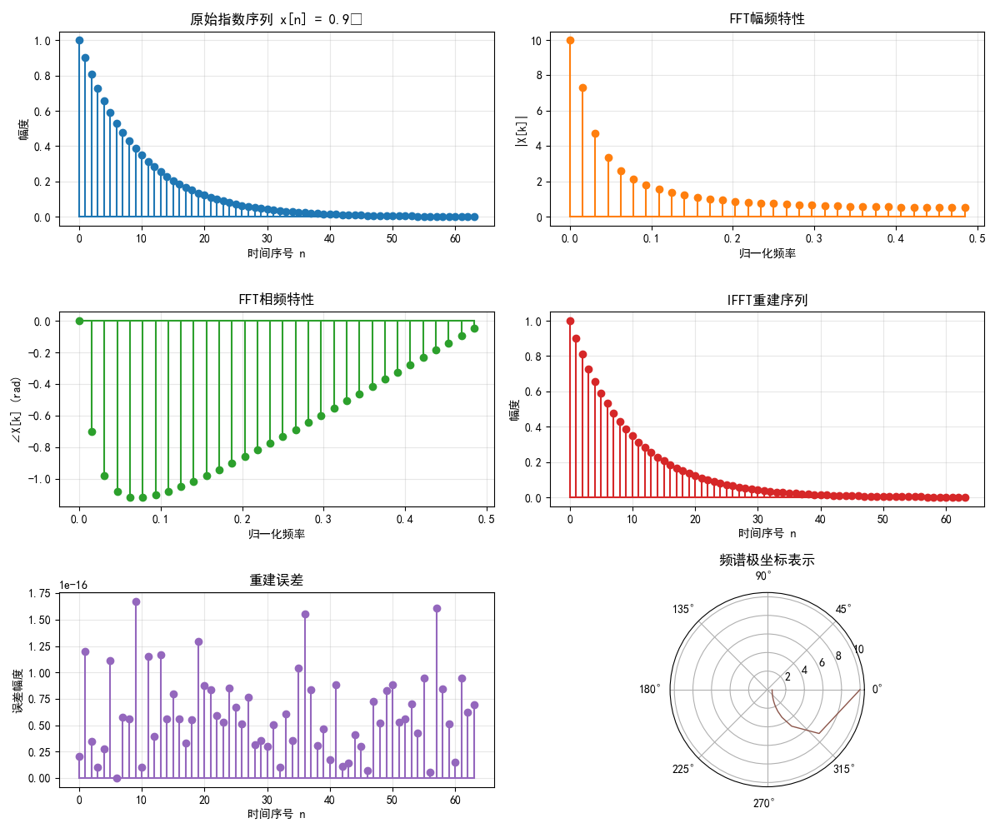 原始指数序列 x[n] = 0.9□
1.0
0.8
0.6
0.4
0.2
0.0
幅度
0 10 20 30 40 50 60
时间序号 n
FFT幅频特性
10
8
6
4
2
0
|X[k]|
0.0 0.1 0.2 0.3 0.4 0.5
归一化频率
FFT相频特性
0.0
−0.2
−0.4
−0.6
−0.8
−1.0
∠X[k] (rad)
0.0 0.1 0.2 0.3 0.4 0.5
归一化频率
IFFT重建序列
1.0
0.8
0.6
0.4
0.2
0.0
幅度
0 10 20 30 40 50 60
时间序号 n
重建误差
1e−16
1.75
1.50
1.25
1.00
0.75
0.50
0.25
0.00
误差幅度
0 10 20 30 40 50 60
时间序号 n
频谱极坐标表示
90°
135° 45°
10
8
6
4
2
180° 0°
225° 315°
270°